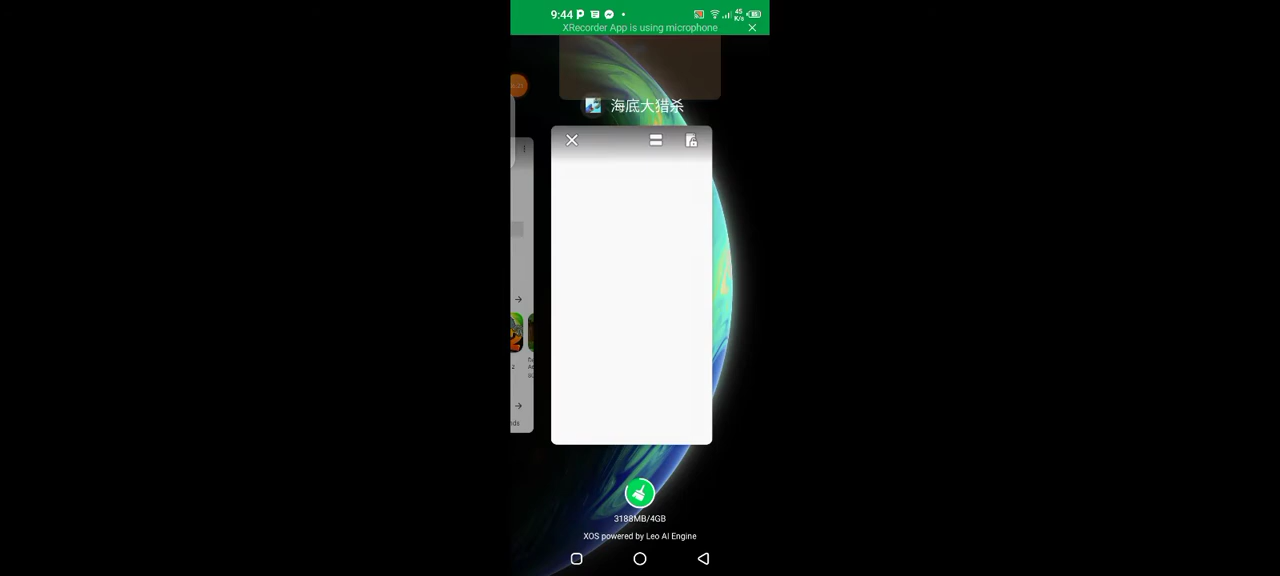 9:44
45
K/s
XRecorder App is using microphone
海底大猎杀
3188MB/4GB
XOS powered by Leo AI Engine